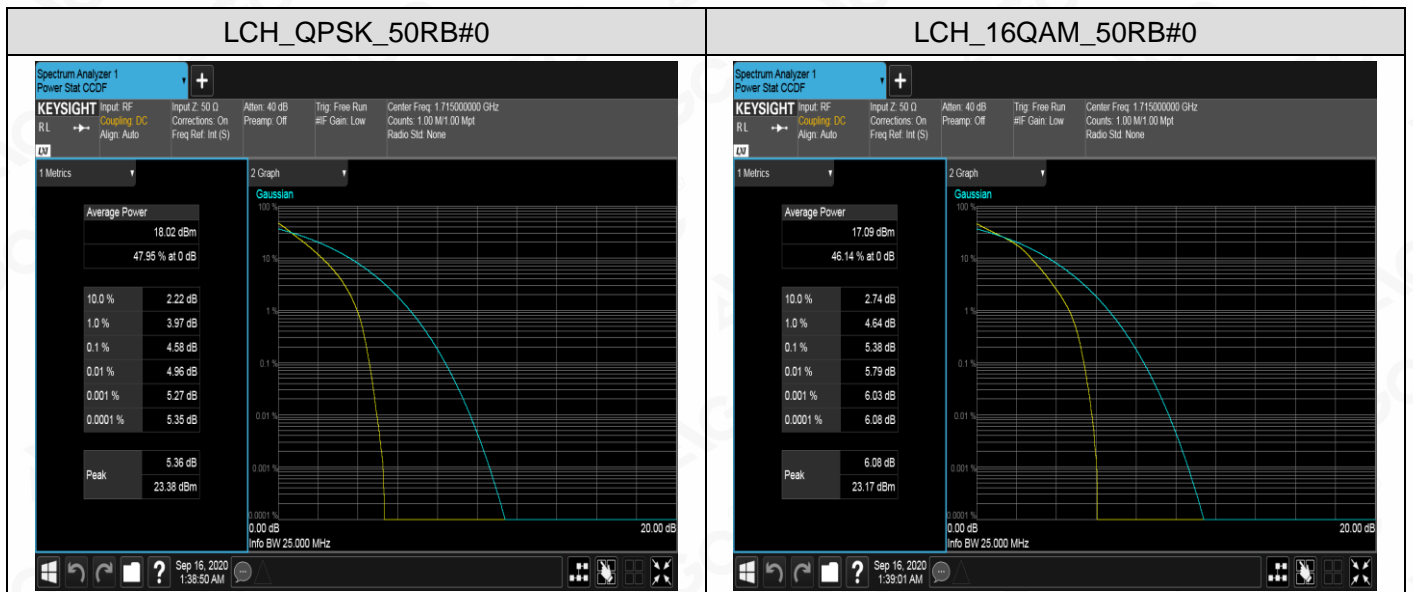 LCH_QPSK_50RB#0
Spectrum Analyzer 1
Power Stat CCDF
+
KEYSIGHT Input: RF Input Z: 50 Ω Atten: 40 dB Trig: Free Run Center Freq: 1.715000000 GHz
Coupling: DC Corrections: On Preamp: Off #IF Gain: Low Counts: 1.00 M/1.00 Mpt
RL Align: Auto Freq Ref: Int (S) Radio Std: None
LXI
1 Metrics
2 Graph
Gaussian
Average Power
18.02 dBm
47.95 % at 0 dB
10.0 % 2.22 dB
1.0 % 3.97 dB
0.1 % 4.58 dB
0.01 % 4.96 dB
0.001 % 5.27 dB
0.0001 % 5.35 dB
Peak 5.36 dB
23.38 dBm
100 %
10 %
1 %
0.1 %
0.01 %
0.001 %
0.0001 %
0.00 dB 20.00 dB
Info BW 25.000 MHz
? Sep 16, 2020
1:38:50 AM
LCH_16QAM_50RB#0
Spectrum Analyzer 1
Power Stat CCDF
+
KEYSIGHT Input: RF Input Z: 50 Ω Atten: 40 dB Trig: Free Run Center Freq: 1.715000000 GHz
Coupling: DC Corrections: On Preamp: Off #IF Gain: Low Counts: 1.00 M/1.00 Mpt
RL Align: Auto Freq Ref: Int (S) Radio Std: None
LXI
1 Metrics
2 Graph
Gaussian
Average Power
17.09 dBm
46.14 % at 0 dB
10.0 % 2.74 dB
1.0 % 4.64 dB
0.1 % 5.38 dB
0.01 % 5.79 dB
0.001 % 6.03 dB
0.0001 % 6.08 dB
Peak 6.08 dB
23.17 dBm
100 %
10 %
1 %
0.1 %
0.01 %
0.001 %
0.0001 %
0.00 dB 20.00 dB
Info BW 25.000 MHz
? Sep 16, 2020
1:39:01 AM